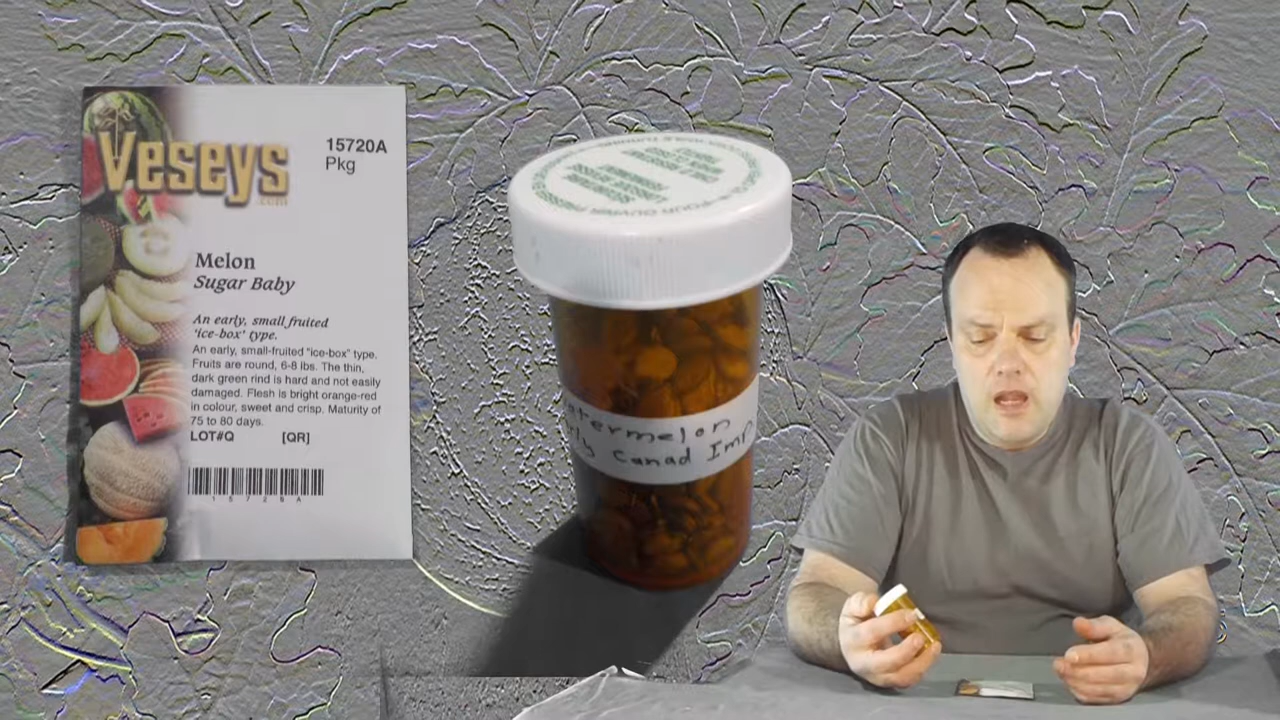 Veseys
.com
15720A
Pkg
Melon
Sugar Baby
An early, small fruited
'ice-box' type.
An early, small-fruited "ice-box" type.
Fruits are round, 6-8 lbs. The thin,
dark green rind is hard and not easily
damaged. Flesh is bright orange-red
in colour, sweet and crisp. Maturity of
75 to 80 days.
LOT#Q [QR]
atermelon
Canad Imp